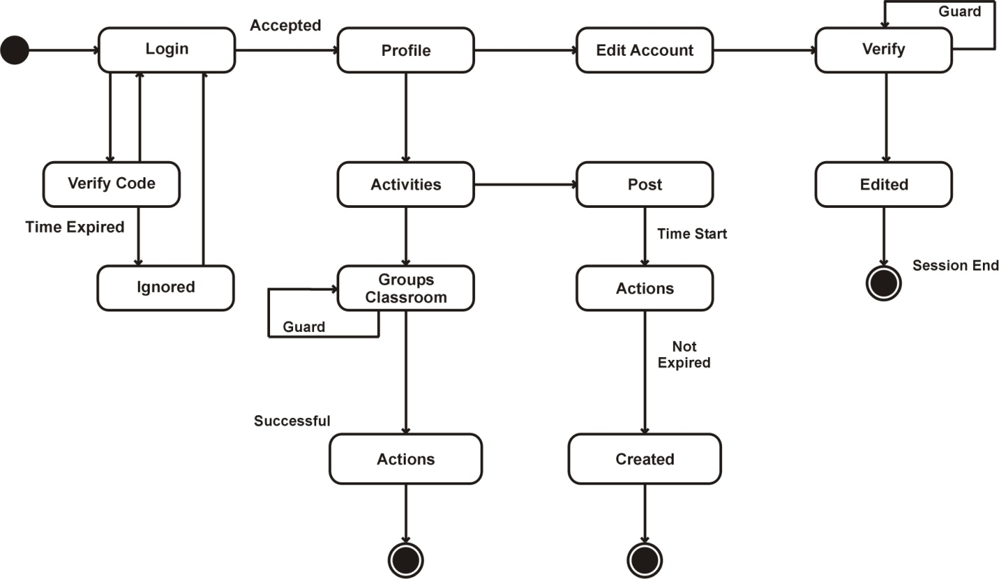 Guard
Accepted
Login
Profile
Edit Account
Verify
Verify Code
Activities
Post
Edited
Time Expired
Time Start
Session End
Ignored
Groups
Classroom
Actions
Guard
Not
Expired
Successful
Actions
Created